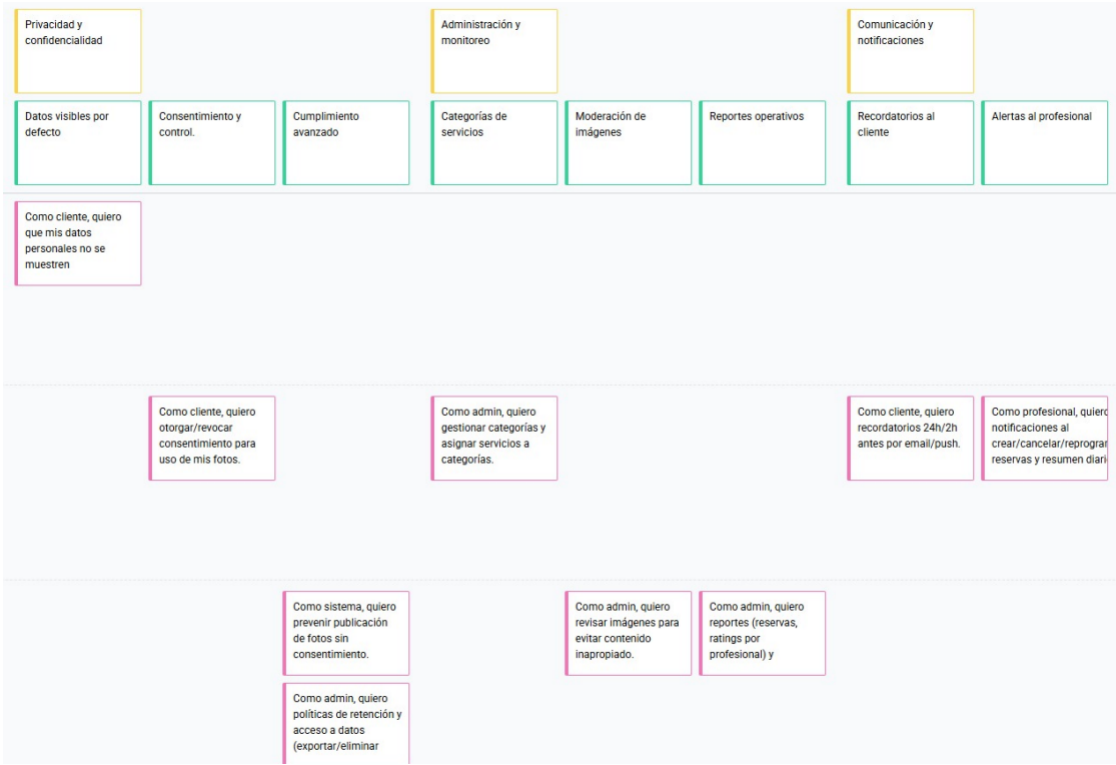 Privacidad y
confidencialidad
Administración y
monitoreo
Comunicación y
notificaciones
Datos visibles por
defecto
Consentimiento y
control.
Cumplimiento
avanzado
Categorías de
servicios
Moderación de
imágenes
Reportes operativos
Recordatorios al
cliente
Alertas al profesional
Como cliente, quiero
que mis datos
personales no se
muestren
Como cliente, quiero
otorgar/revocar
consentimiento para
uso de mis fotos.
Como admin, quiero
gestionar categorías y
asignar servicios a
categorías.
Como cliente, quiero
recordatorios 24h/2h
antes por email/push.
Como profesional, quiero
notificaciones al
crear/cancelar/reprogra
reservas y resumen diari
Como sistema, quiero
prevenir publicación
de fotos sin
consentimiento.
Como admin, quiero
revisar imágenes para
evitar contenido
inapropiado.
Como admin, quiero
reportes (reservas,
ratings por
profesional) y
Como admin, quiero
políticas de retención y
acceso a datos
(exportar/eliminar